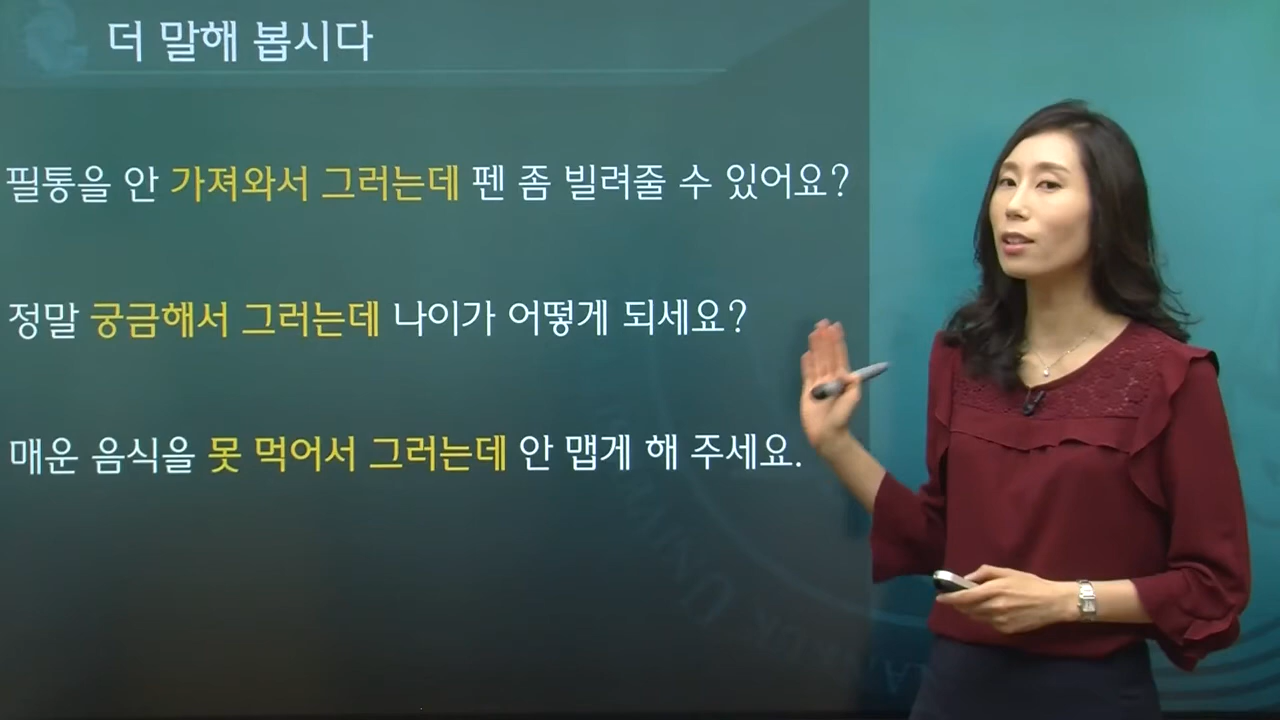 더 말해 봅시다
필통을 안 가져와서 그러는데 펜 좀 빌려줄 수 있어요?
정말 궁금해서 그러는데 나이가 어떻게 되세요?
매운 음식을 못 먹어서 그러는데 안 맵게 해 주세요.